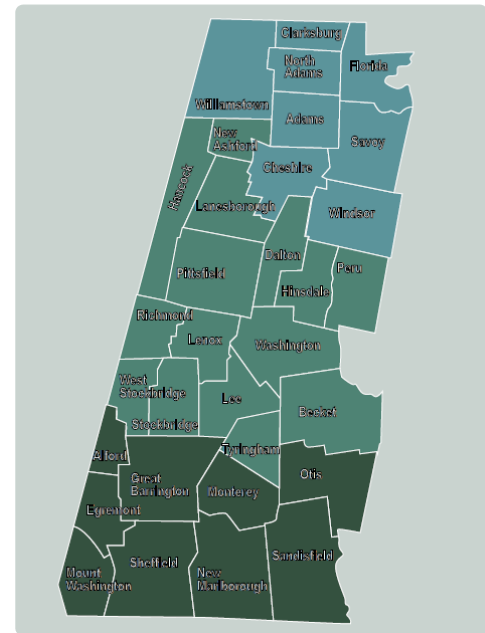 Clarksburg
North
Adams
Florida
Williamstown
Adams
New
Ashford
Savoy
Cheshire
Hancock
Lanesborough
Windsor
Dalton
Pittsfield
Peru
Hinsdale
Richmond
Lenox
Washington
West
Stockbridge
Lee
Becket
Stockbridge
Tyringham
Alford
Great
Barrington
Otis
Monterey
Egremont
Sheffield
Sandisfield
Mount
Washington
New
Marlborough